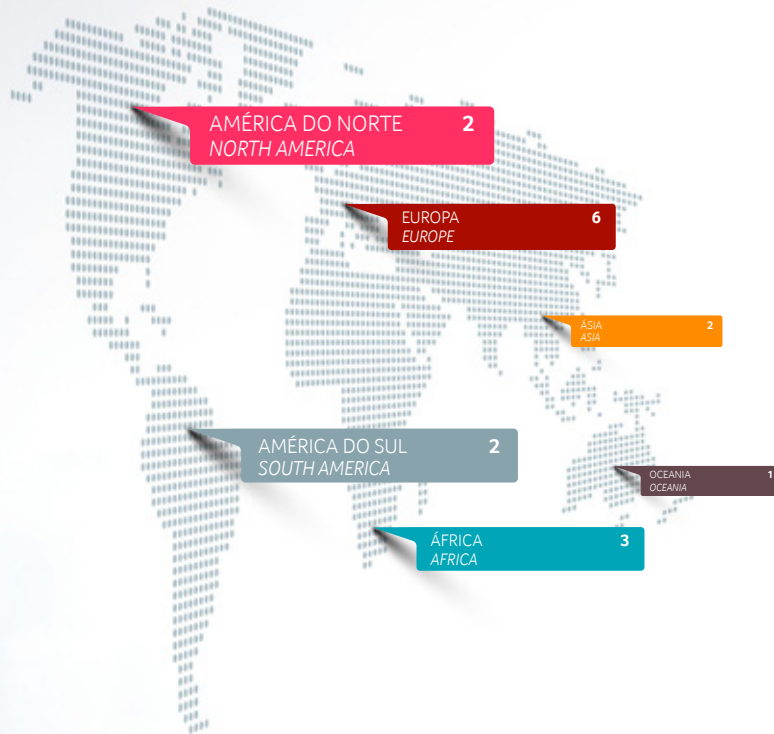 AMÉRICA DO NORTE 2
NORTH AMERICA
EUROPA 6
EUROPE
ÁSIA 2
ASIA
AMÉRICA DO SUL 2
SOUTH AMERICA
OCEANIA 1
OCEANIA
ÁFRICA 3
AFRICA